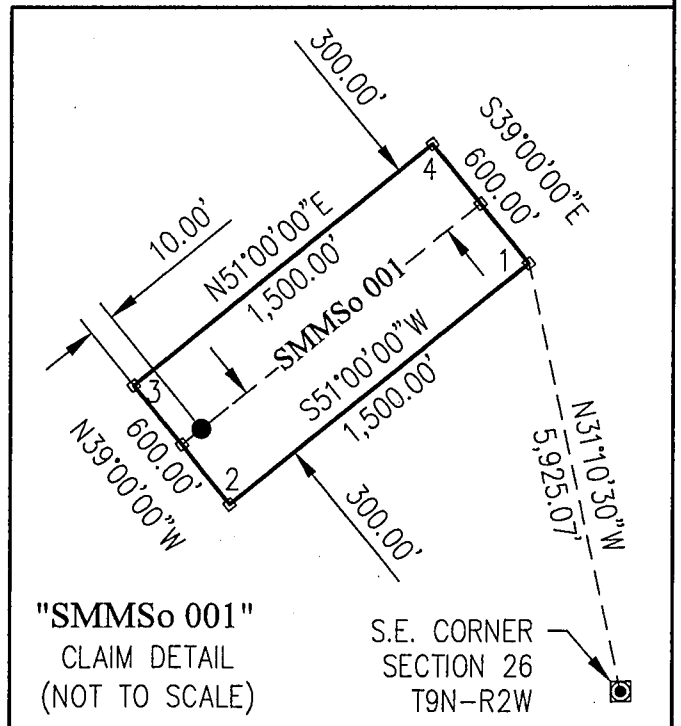 300.00'
S39°00'00"E
600.00'
4
10.00'
N51°00'00"E
1,500.00'
1
SMMSo 001
S51°00'00"W
1,500.00'
3
600.00'
N39°00'00"W
2
300.00'
N31°10'30"W
5,925.07'
"SMMSo 001"
CLAIM DETAIL
(NOT TO SCALE)
S.E. CORNER
SECTION 26
T9N-R2W